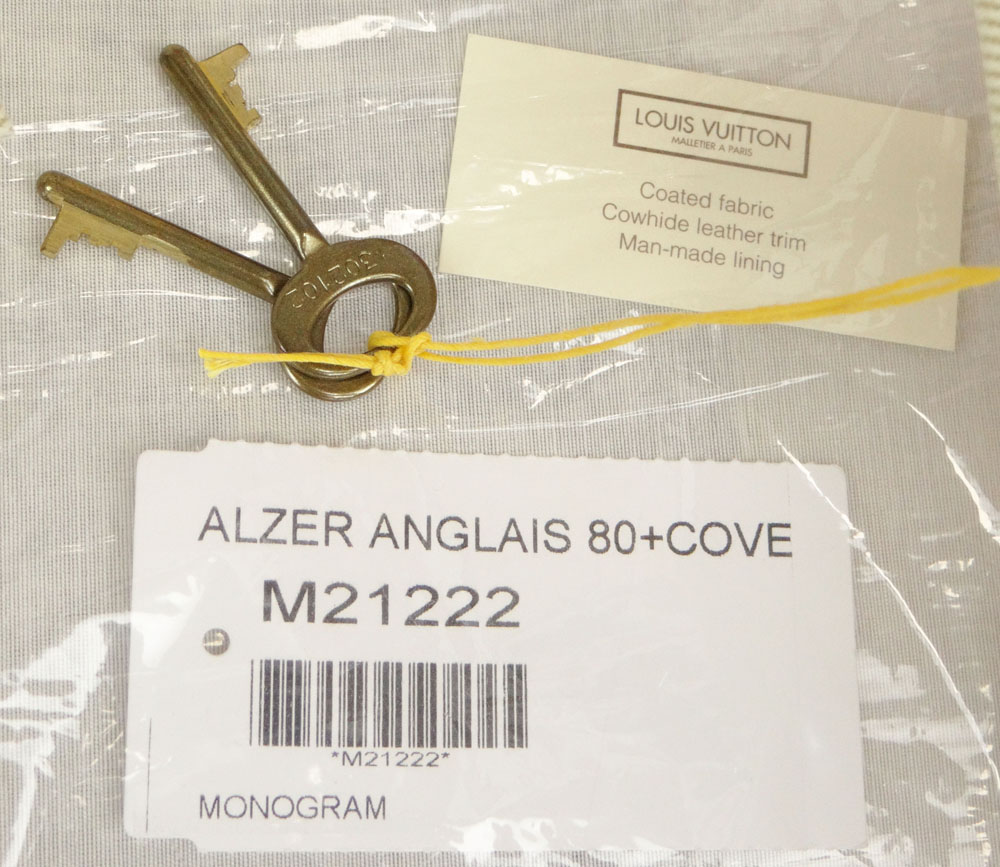 LOUIS VUITTON
MALLETIER A PARIS
Coated fabric
Cowhide leather trim
Man-made lining
ALZER ANGLAIS 80+COVE
M21222
*M21222*
MONOGRAM